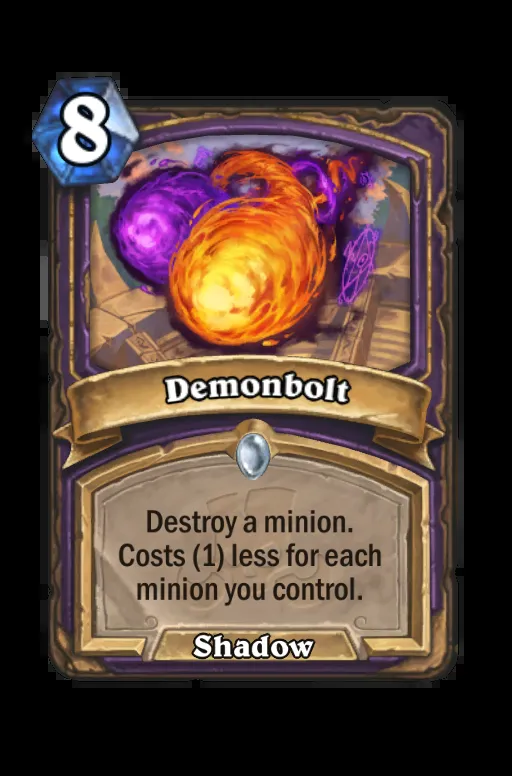 8
Demonbolt
Destroy a minion.
Costs (1) less for each
minion you control.
Shadow